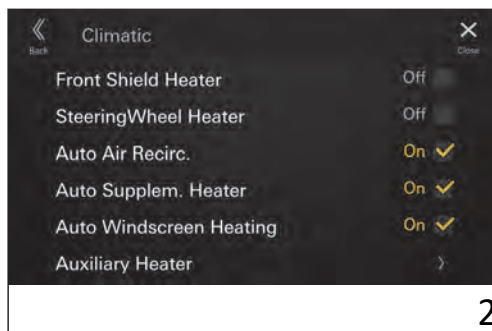 Climatic
Back
Close
Front Shield Heater Off
SteeringWheel Heater Off
Auto Air Recirc. On
Auto Supplem. Heater On
Auto Windscreen Heating On
Auxiliary Heater
2